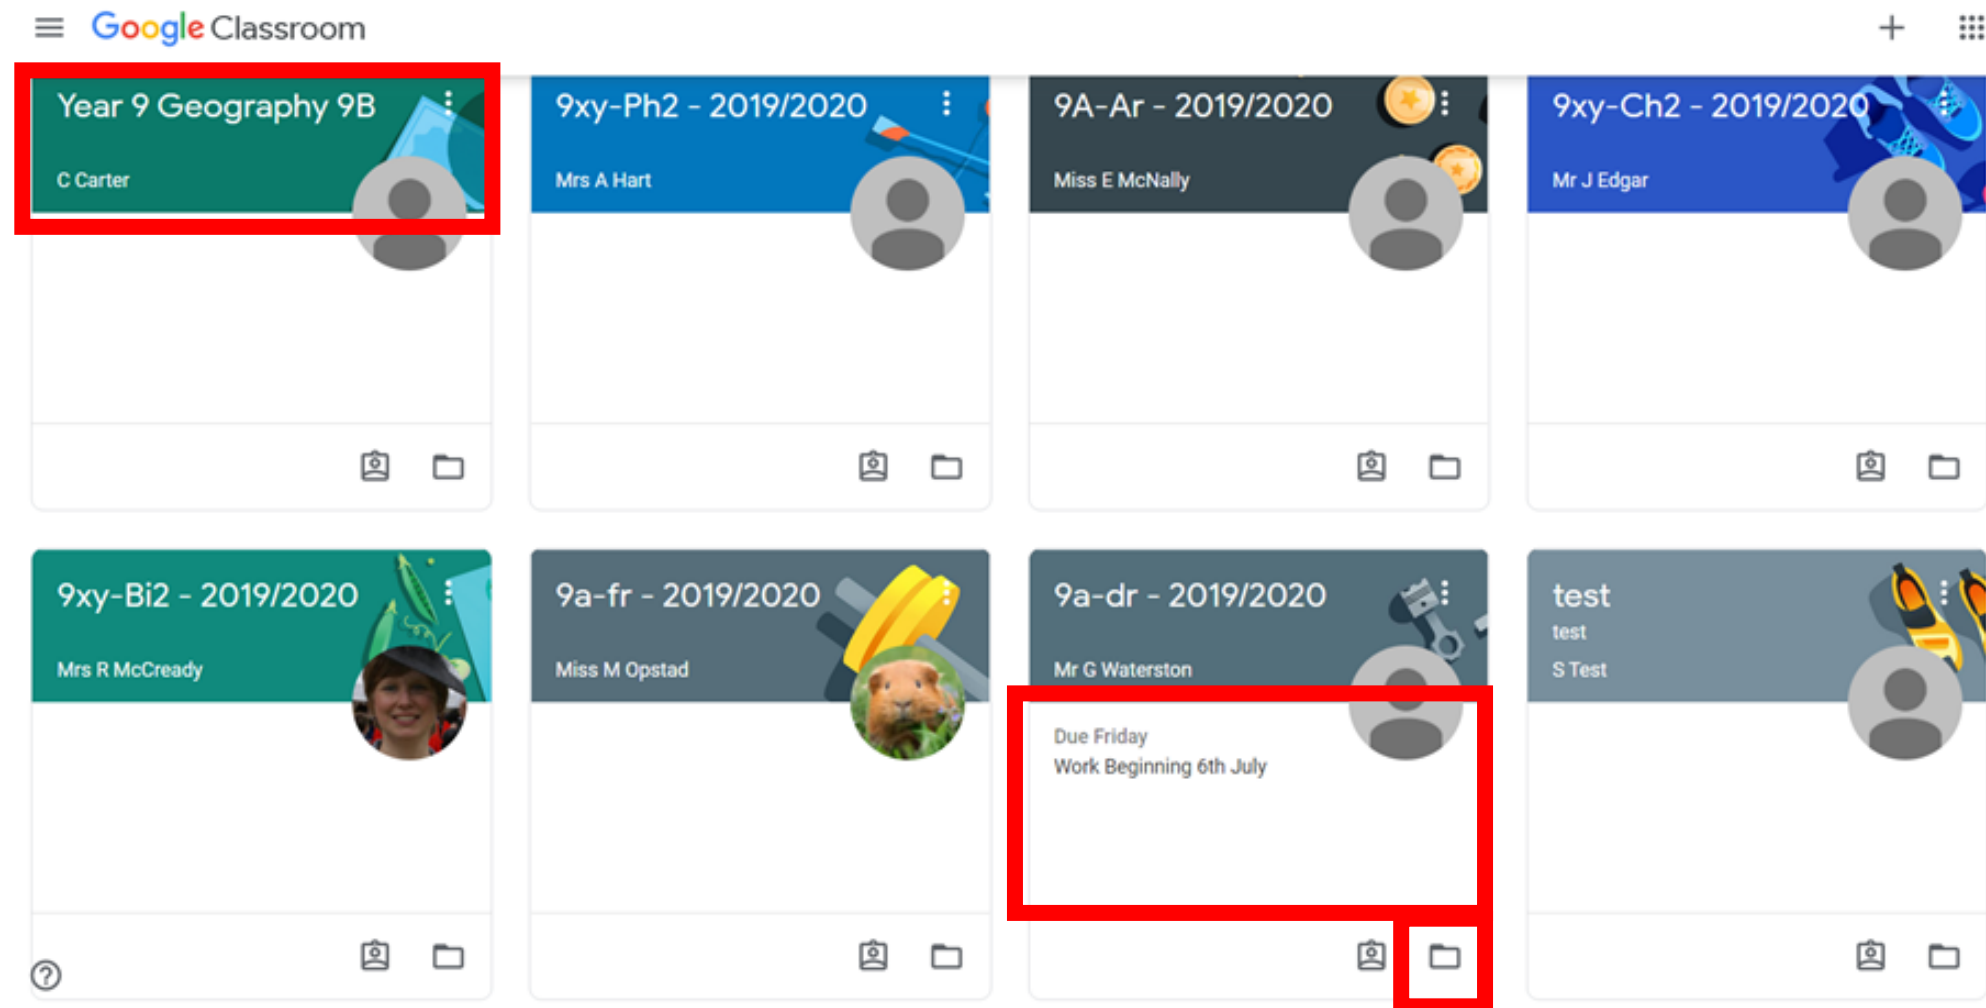 Google Classroom
Year 9 Geography 9B
C Carter
9xy-Ph2 - 2019/2020
Mrs A Hart
9A-Ar - 2019/2020
Miss E McNally
9xy-Ch2 - 2019/2020
Mr J Edgar
9xy-Bi2 - 2019/2020
Mrs R McCready
9a-fr - 2019/2020
Miss M Opstad
9a-dr - 2019/2020
Mr G Waterston
Due Friday
Work Beginning 6th July
test
test
S Test